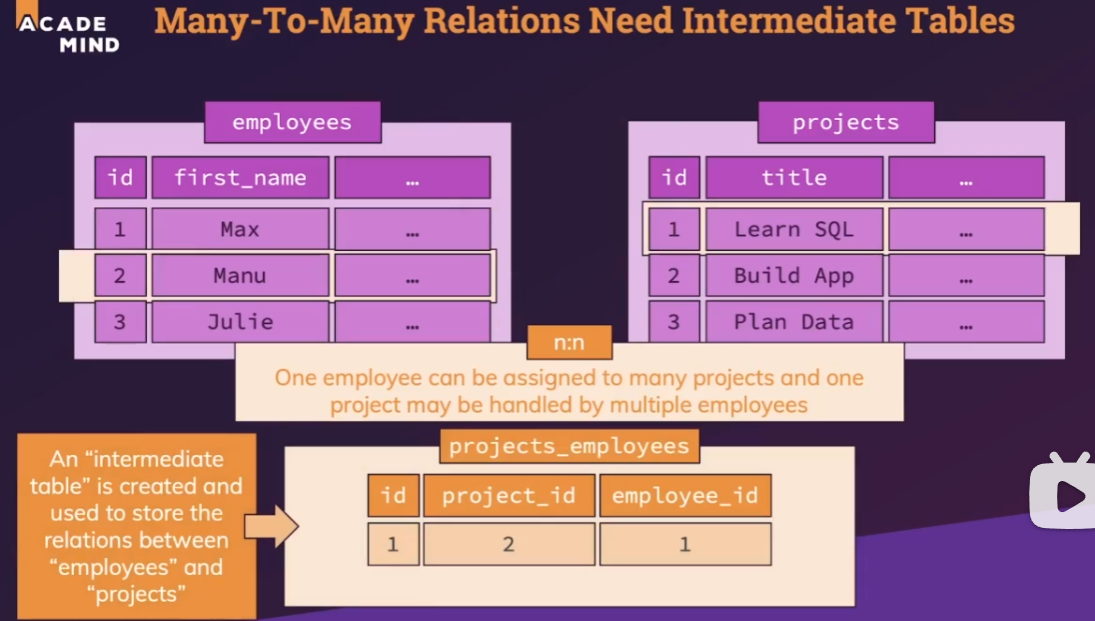 ACADE
MIND
Many-To-Many Relations Need Intermediate Tables
employees
id first_name ...
1 Max ...
2 Manu ...
3 Julie ...
projects
id title ...
1 Learn SQL ...
2 Build App ...
3 Plan Data ...
n:n
One employee can be assigned to many projects and one
project may be handled by multiple employees
An “intermediate
table” is created and
used to store the
relations between
“employees” and
“projects”
projects_employees
id project_id employee_id
1 2 1